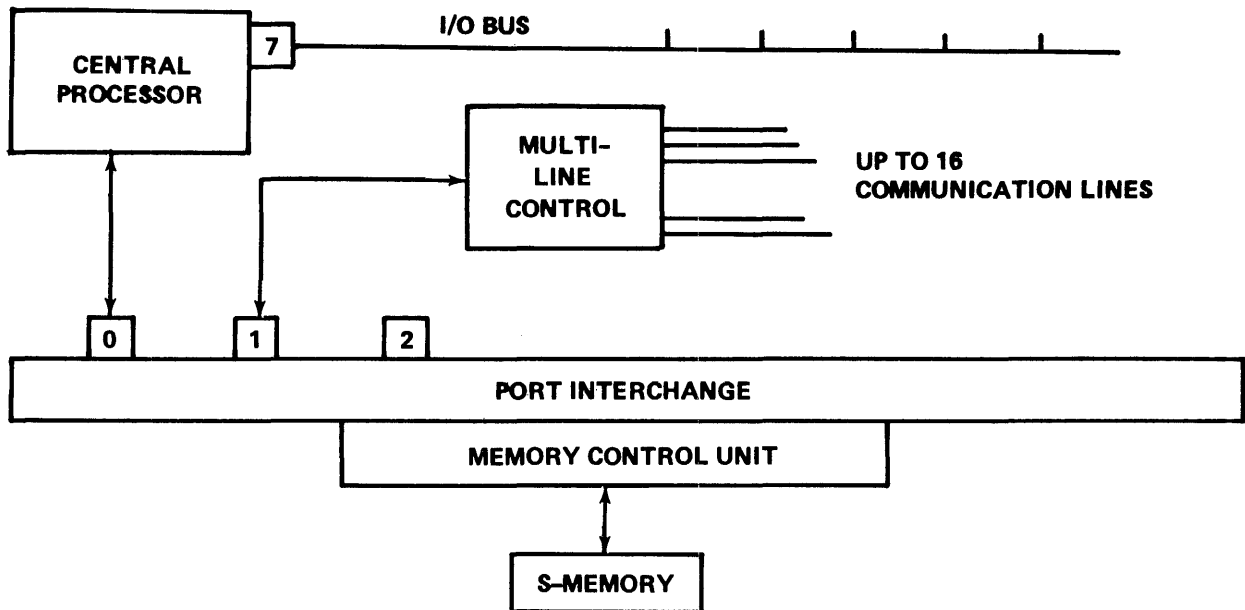 I/O BUS
7
CENTRAL
PROCESSOR
MULTI-
LINE
CONTROL
UP TO 16
COMMUNICATION LINES
0
1
2
PORT INTERCHANGE
MEMORY CONTROL UNIT
S-MEMORY